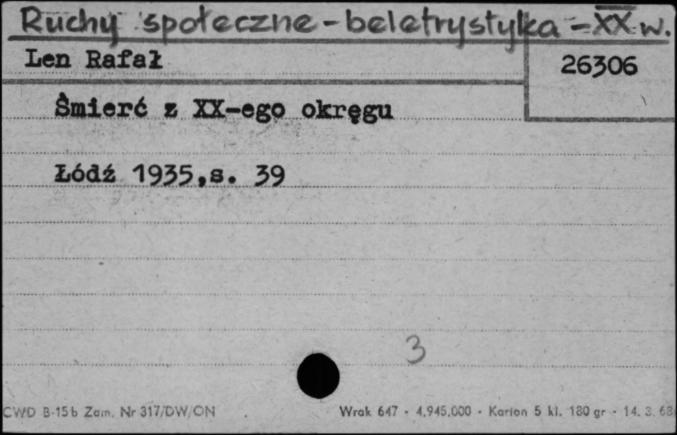 Ruchy społeczne - beletrystyka - XX w.
Len Rafał
26306
Śmierć z XX-ego okręgu
Łódź 1935,s. 39
3
CWD B-15b Zam. Nr 317/DW/ON Wrak 647 - 4.945.000 - Karton 5 kl. 180 gr - 14. 3. 68